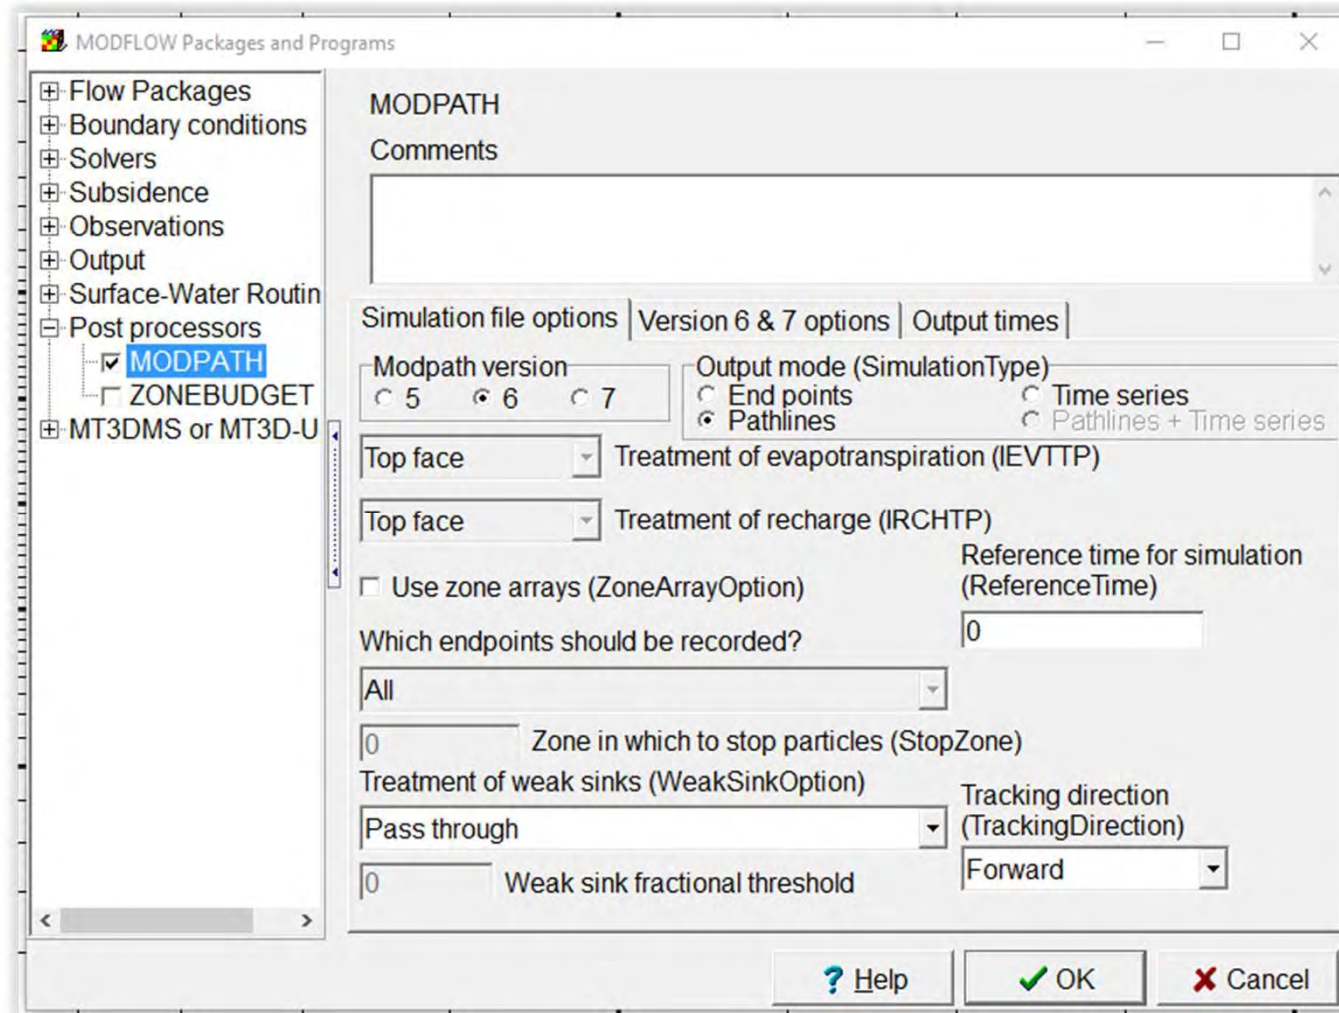 MODFLOW Packages and Programs
Flow Packages
Boundary conditions
Solvers
Subsidence
Observations
Output
Surface-Water Routin
Post processors
MODPATH
ZONEBUDGET
MT3DMS or MT3D-U
MODPATH
Comments
Simulation file options
Version 6 & 7 options
Output times
Modpath version
5 6 7
Output mode (SimulationType)
End points
Time series
Pathlines
Pathlines + Time series
Top face Treatment of evapotranspiration (IEVTTP)
Top face Treatment of recharge (IRCHTP)
Use zone arrays (ZoneArrayOption)
Reference time for simulation
(ReferenceTime)
0
Which endpoints should be recorded?
All
0 Zone in which to stop particles (StopZone)
Treatment of weak sinks (WeakSinkOption)
Pass through
0 Weak sink fractional threshold
Tracking direction
(TrackingDirection)
Forward
? Help
OK
Cancel